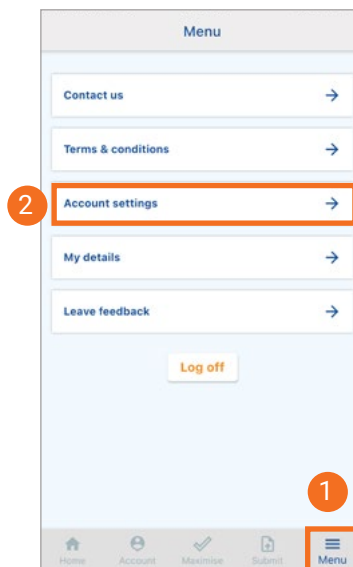 Menu
Contact us
Terms & conditions
2
Account settings
My details
Leave feedback
Log off
1
Home Account Maximise Submit Menu